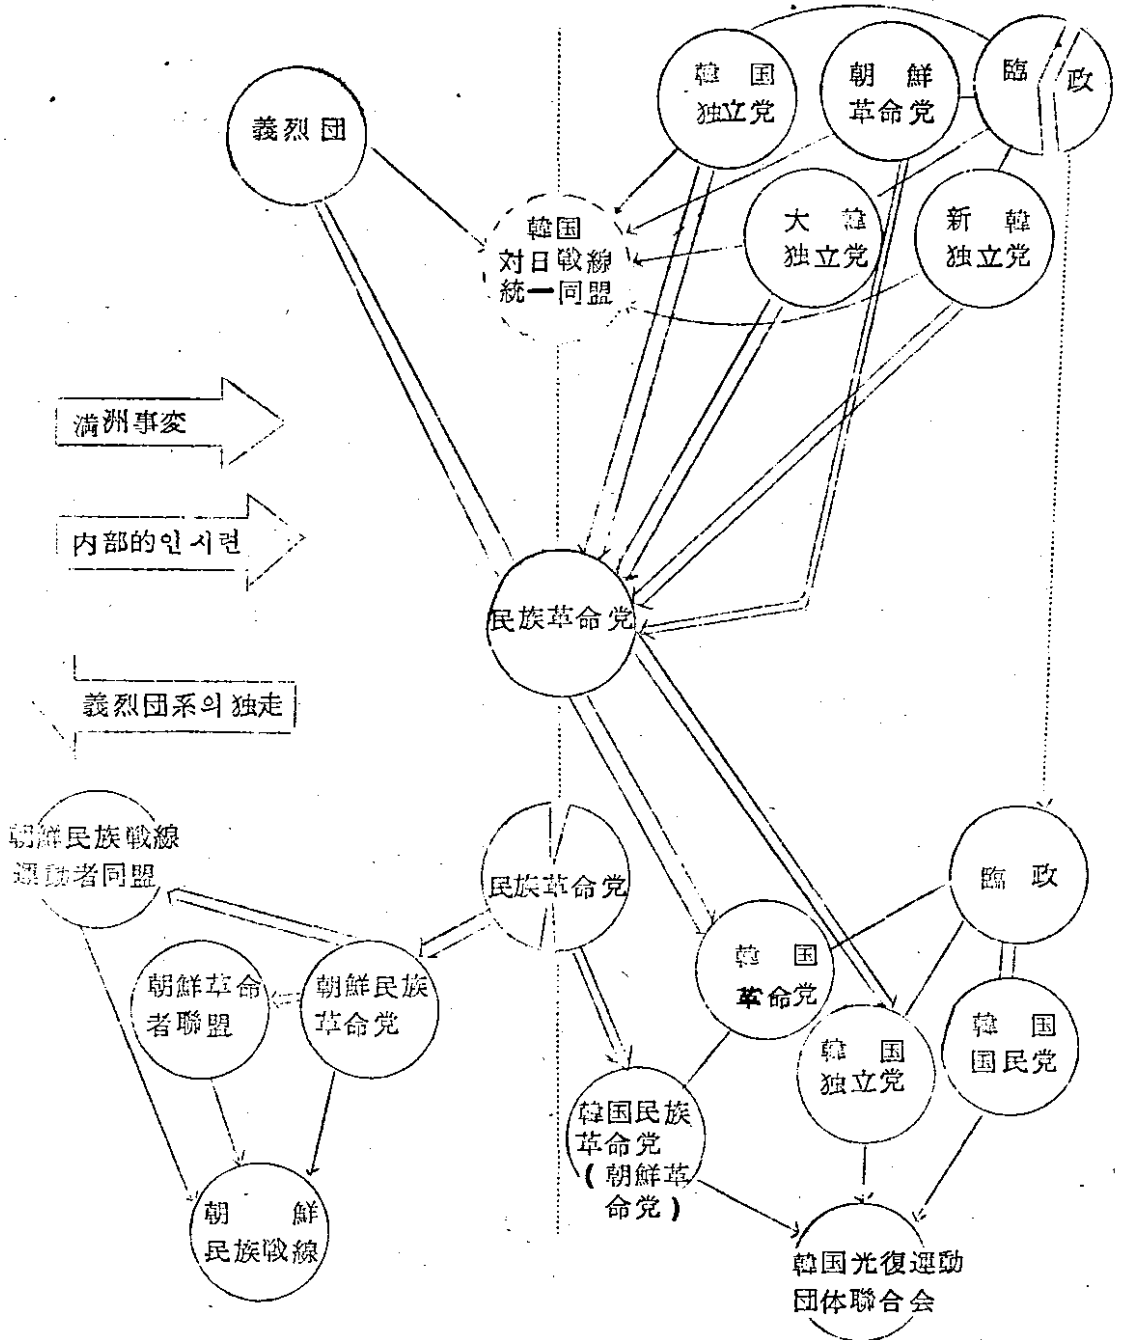 義烈団
韓国
独立党
朝鮮
革命党
臨政
韓国
対日戦線
統一同盟
大韓
独立党
新韓
独立党
満洲事変
内部的인시련
民族革命党
義烈団系의独走
朝鮮民族戦線
運動者同盟
民族革命党
臨政
朝鮮革命
者聯盟
朝鮮民族
革命党
韓国
革命党
韓国
独立党
韓国
国民党
韓国民族
革命党
(朝鮮革
命党)
朝鮮
民族戦線
韓国光復運動
団体聯合会